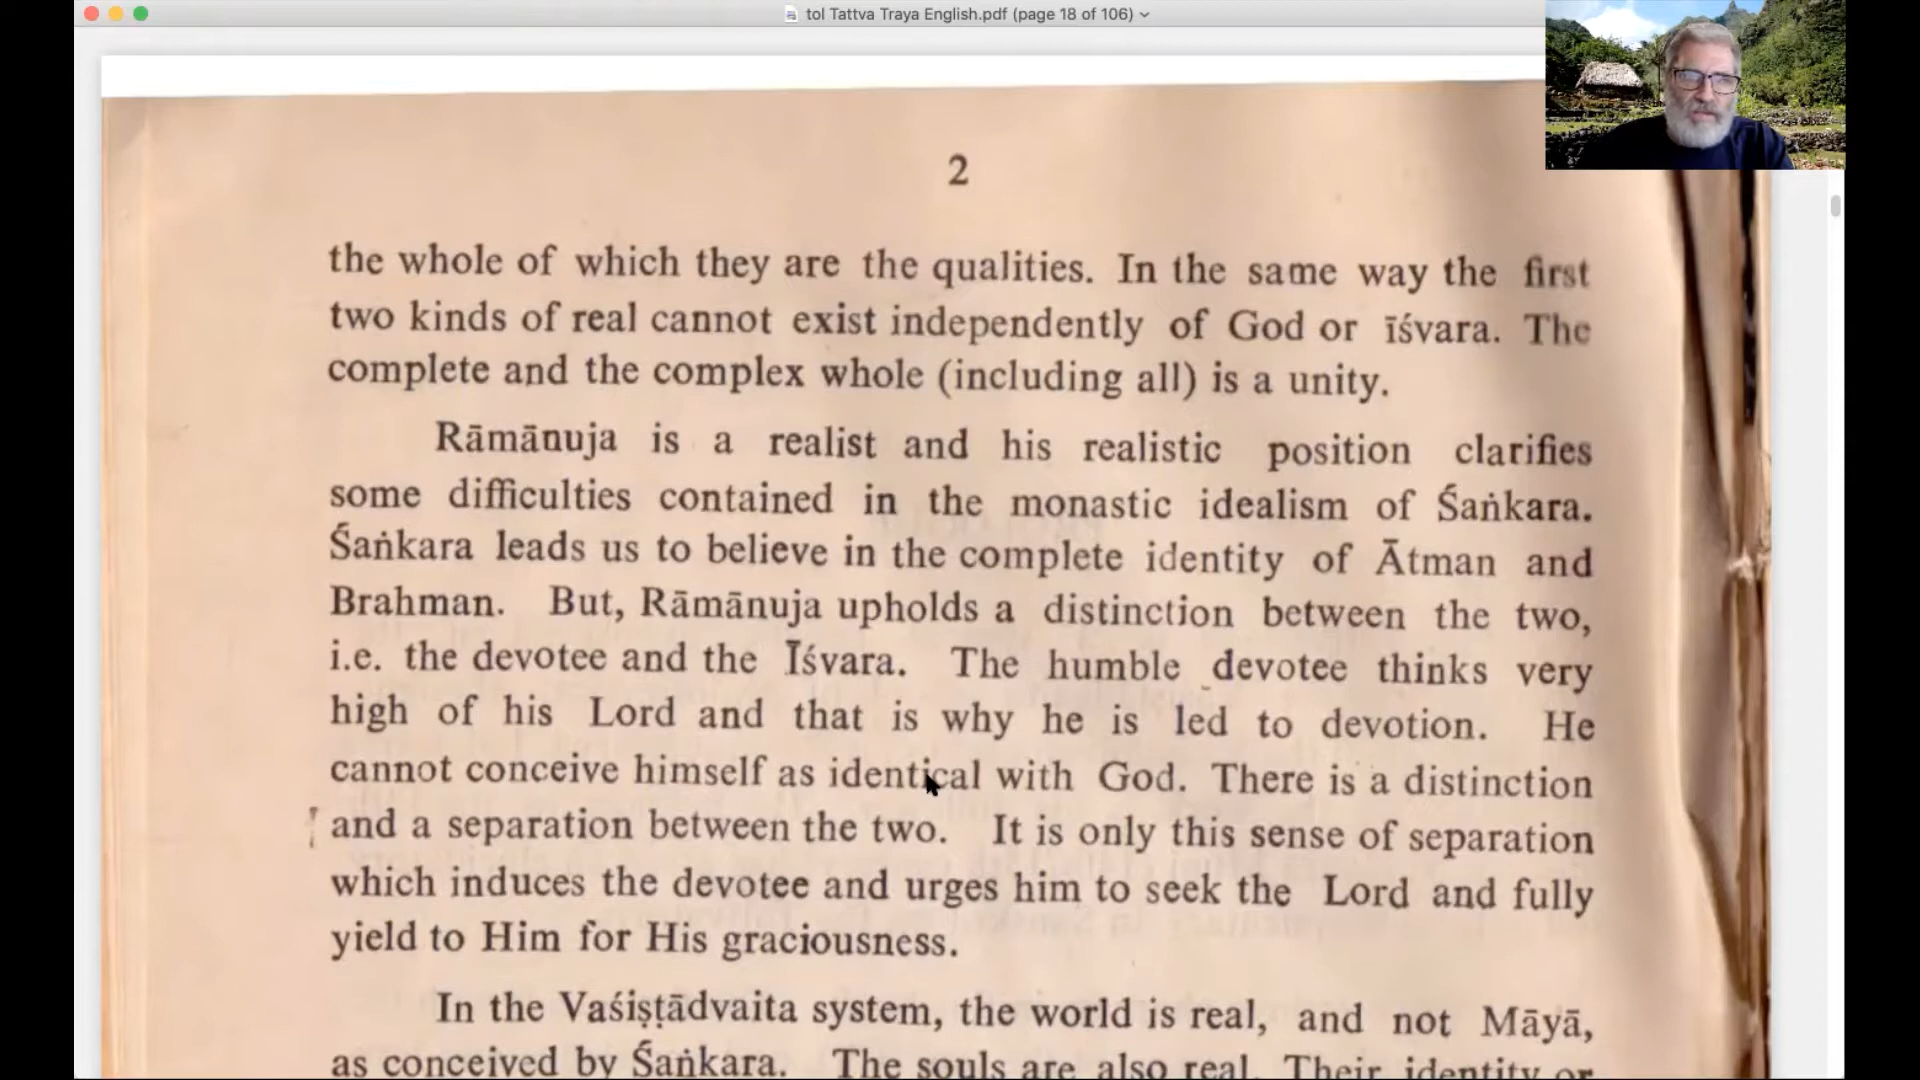 tol Tattva Traya English.pdf (page 18 of 106)
2
the whole of which they are the qualities. In the same way the first
two kinds of real cannot exist independently of God or īśvara. The
complete and the complex whole (including all) is a unity.
Rāmānuja is a realist and his realistic position clarifies
some difficulties contained in the monastic idealism of Śaṅkara.
Śaṅkara leads us to believe in the complete identity of Ātman and
Brahman. But, Rāmānuja upholds a distinction between the two,
i.e. the devotee and the Īśvara. The humble devotee thinks very
high of his Lord and that is why he is led to devotion. He
cannot conceive himself as identical with God. There is a distinction
and a separation between the two. It is only this sense of separation
which induces the devotee and urges him to seek the Lord and fully
yield to Him for His graciousness.
In the Vaśiṣṭādvaita system, the world is real, and not Māyā,
as conceived by Śaṅkara. The souls are also real. Their identity or